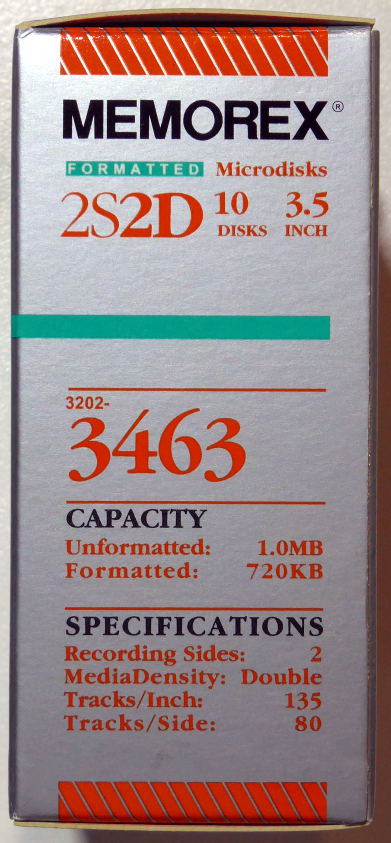 MEMOREX®
FORMATTED Microdisks
2S2D 10 DISKS 3.5 INCH
3202-
3463
CAPACITY
Unformatted: 1.0MB
Formatted: 720KB
SPECIFICATIONS
Recording Sides: 2
MediaDensity: Double
Tracks/Inch: 135
Tracks/Side: 80